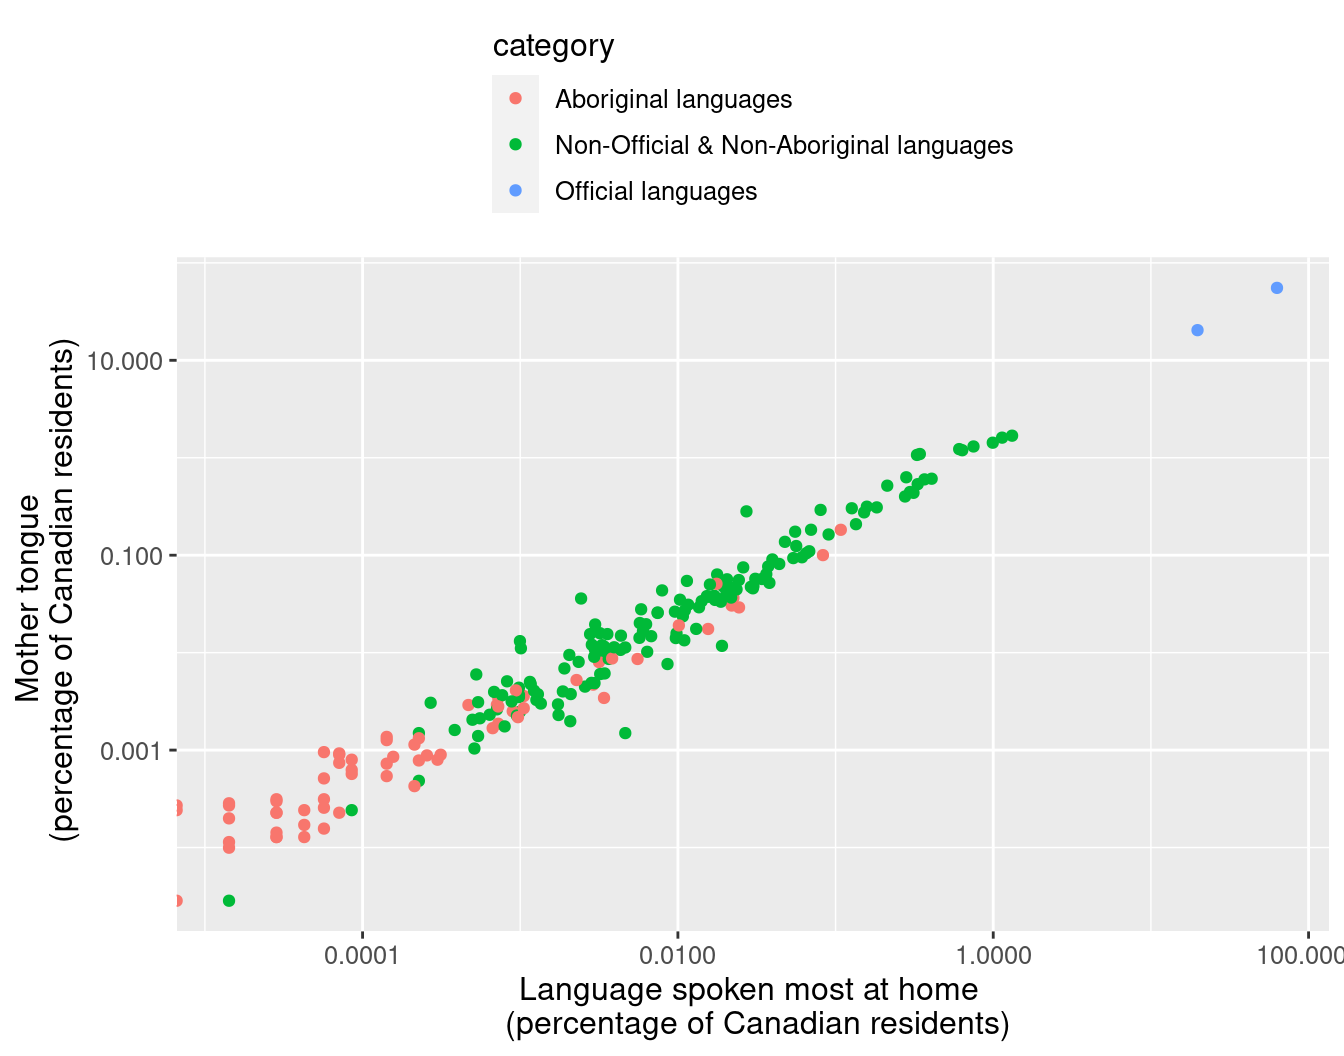 category
Aboriginal languages
Non-Official & Non-Aboriginal languages
Official languages
Mother tongue
(percentage of Canadian residents)
10.000
0.100
0.001
0.0001
0.0100
1.0000
100.000
Language spoken most at home
(percentage of Canadian residents)